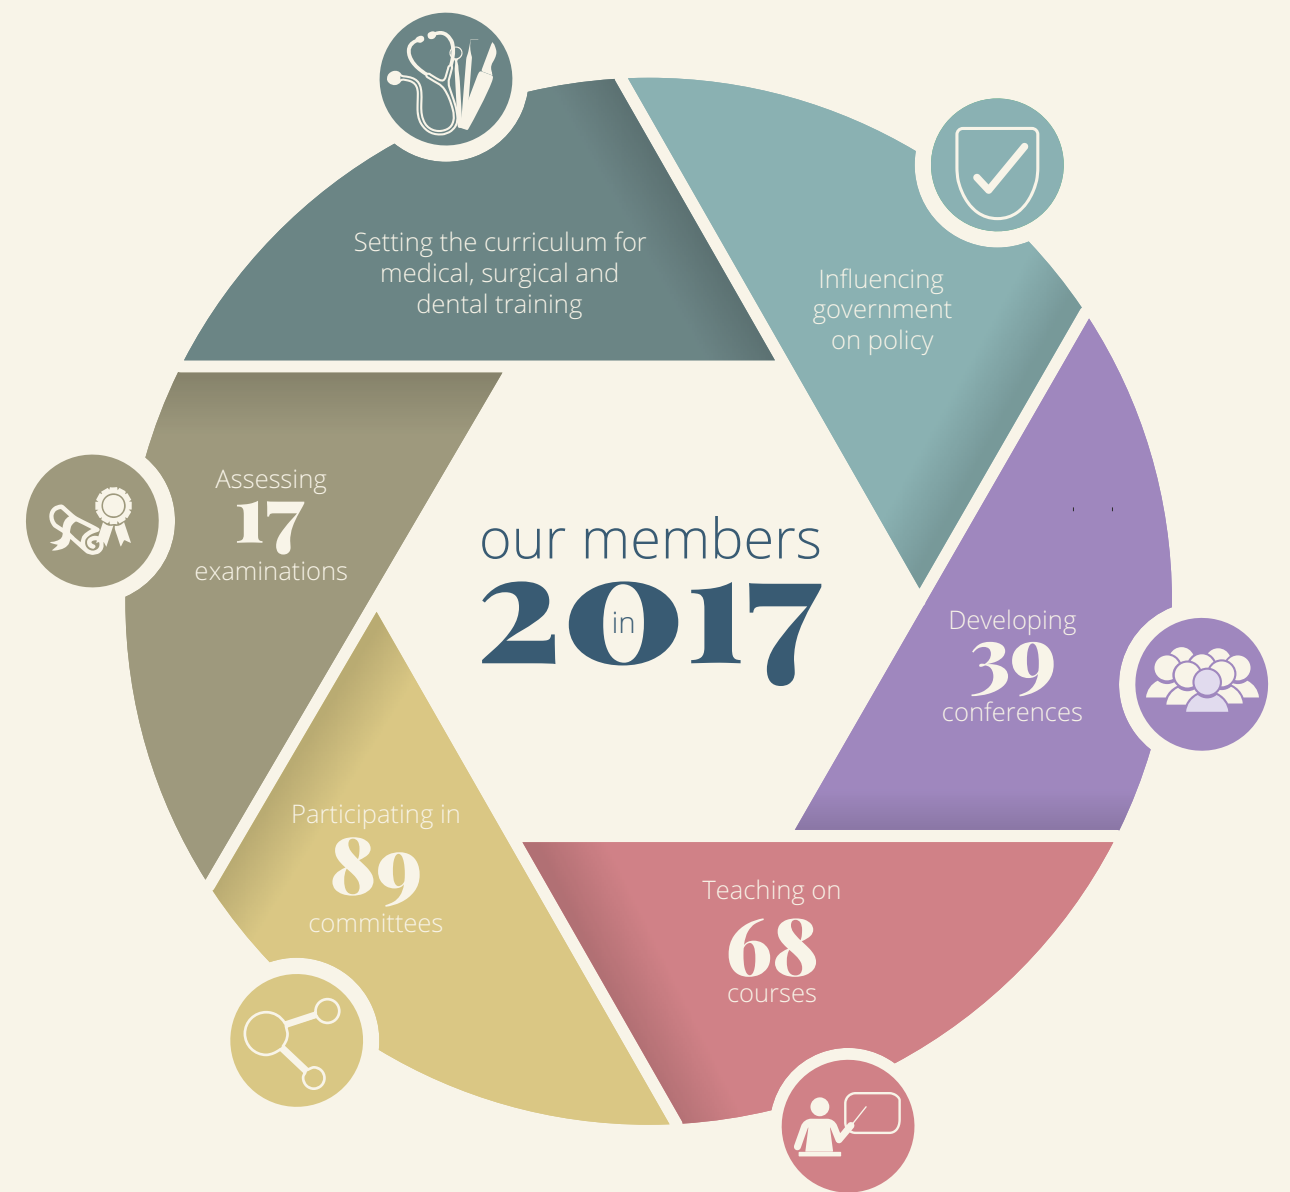 our members
in
2017
Setting the curriculum for
medical, surgical and
dental training
Influencing
government
on policy
Developing
39
conferences
Teaching on
68
courses
Participating in
89
committees
Assessing
17
examinations